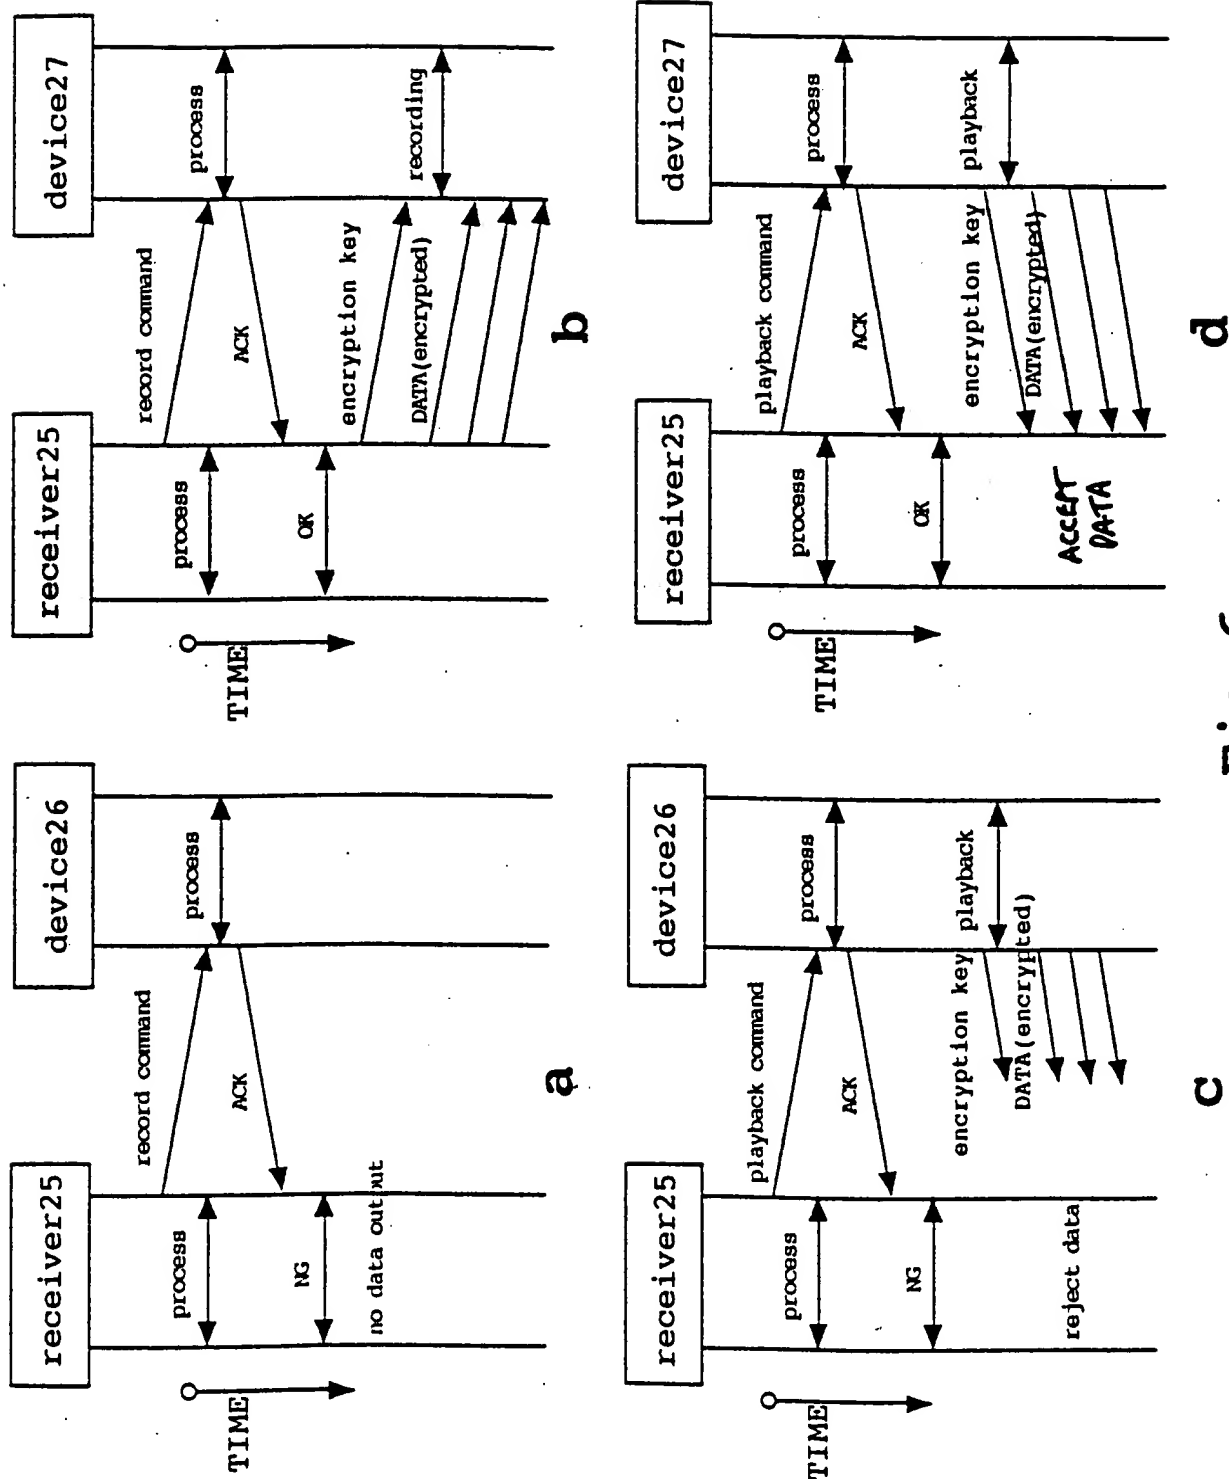 receiver25
device26
TIME
process
record command
process
ACK
NG
no data output
a
receiver25
device27
TIME
process
record command
process
ACK
OK
encryption key
DATA(encrypted)
recording
b
receiver25
device26
TIME
process
playback command
process
ACK
NG
encryption key
playback
DATA(encrypted)
reject data
c
receiver25
device27
TIME
process
playback command
process
ACK
OK
encryption key
playback
DATA(encrypted)
ACCEPT
DATA
d